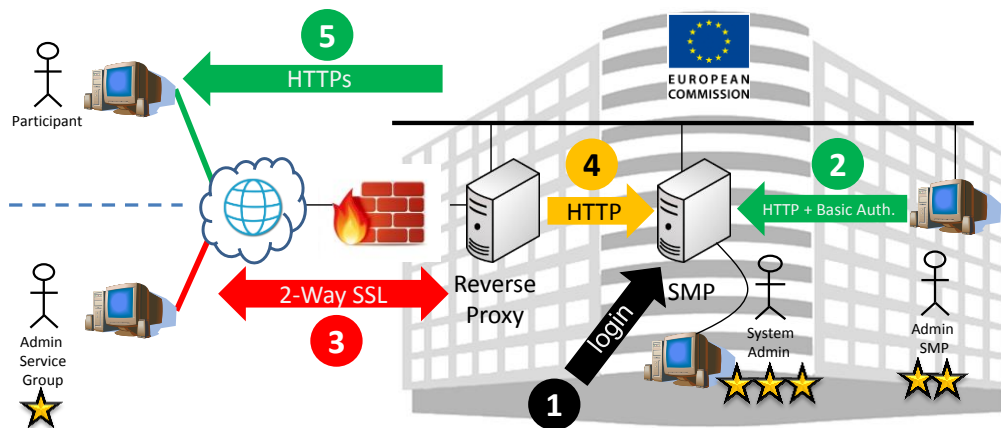 5
HTTPs
Participant
EUROPEAN
COMMISSION
4
HTTP
2
HTTP + Basic Auth.
Reverse
Proxy
SMP
2-Way SSL
3
login
1
System
Admin
Admin
SMP
Admin
Service
Group